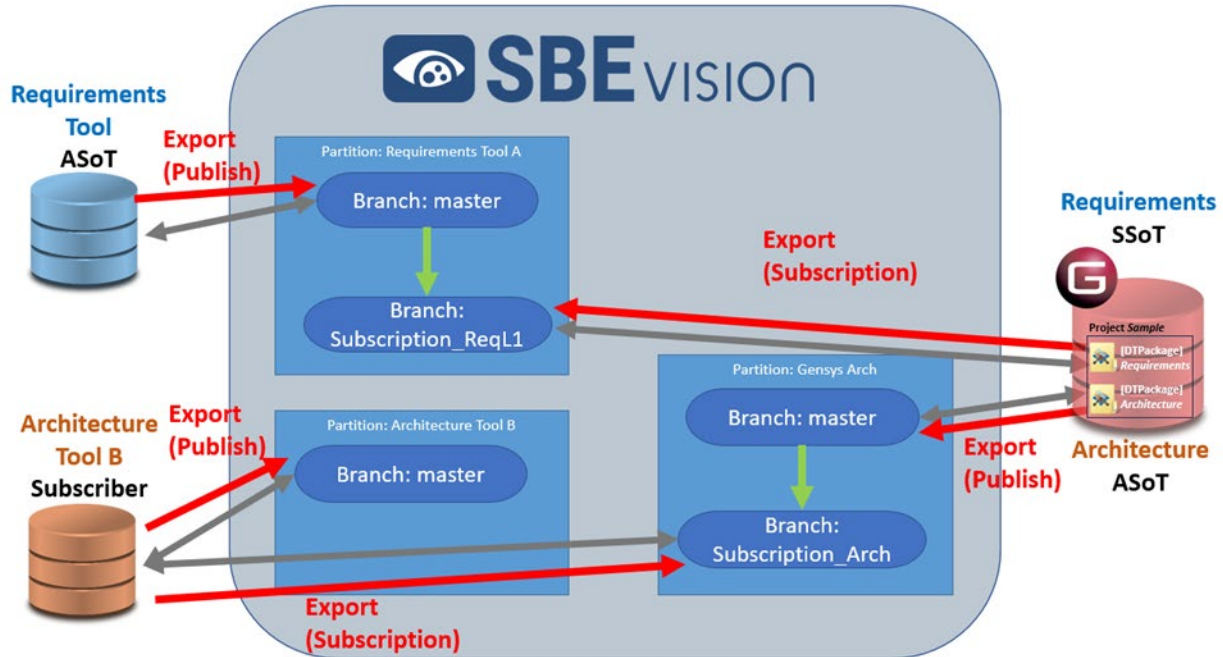 SBE VISION
Requirements
Tool
ASoT
Export
(Publish)
Partition: Requirements Tool A
Branch: master
Branch:
Subscription_ReqL1
Export
(Subscription)
Requirements
SSoT
G
Project Sample
[DTPackage]
Requirements
[DTPackage]
Architecture
Architecture
ASoT
Partition: Gensys Arch
Branch: master
Branch:
Subscription_Arch
Export
(Publish)
Architecture
Tool B
Subscriber
Export
(Publish)
Partition: Architecture Tool B
Branch: master
Export
(Subscription)